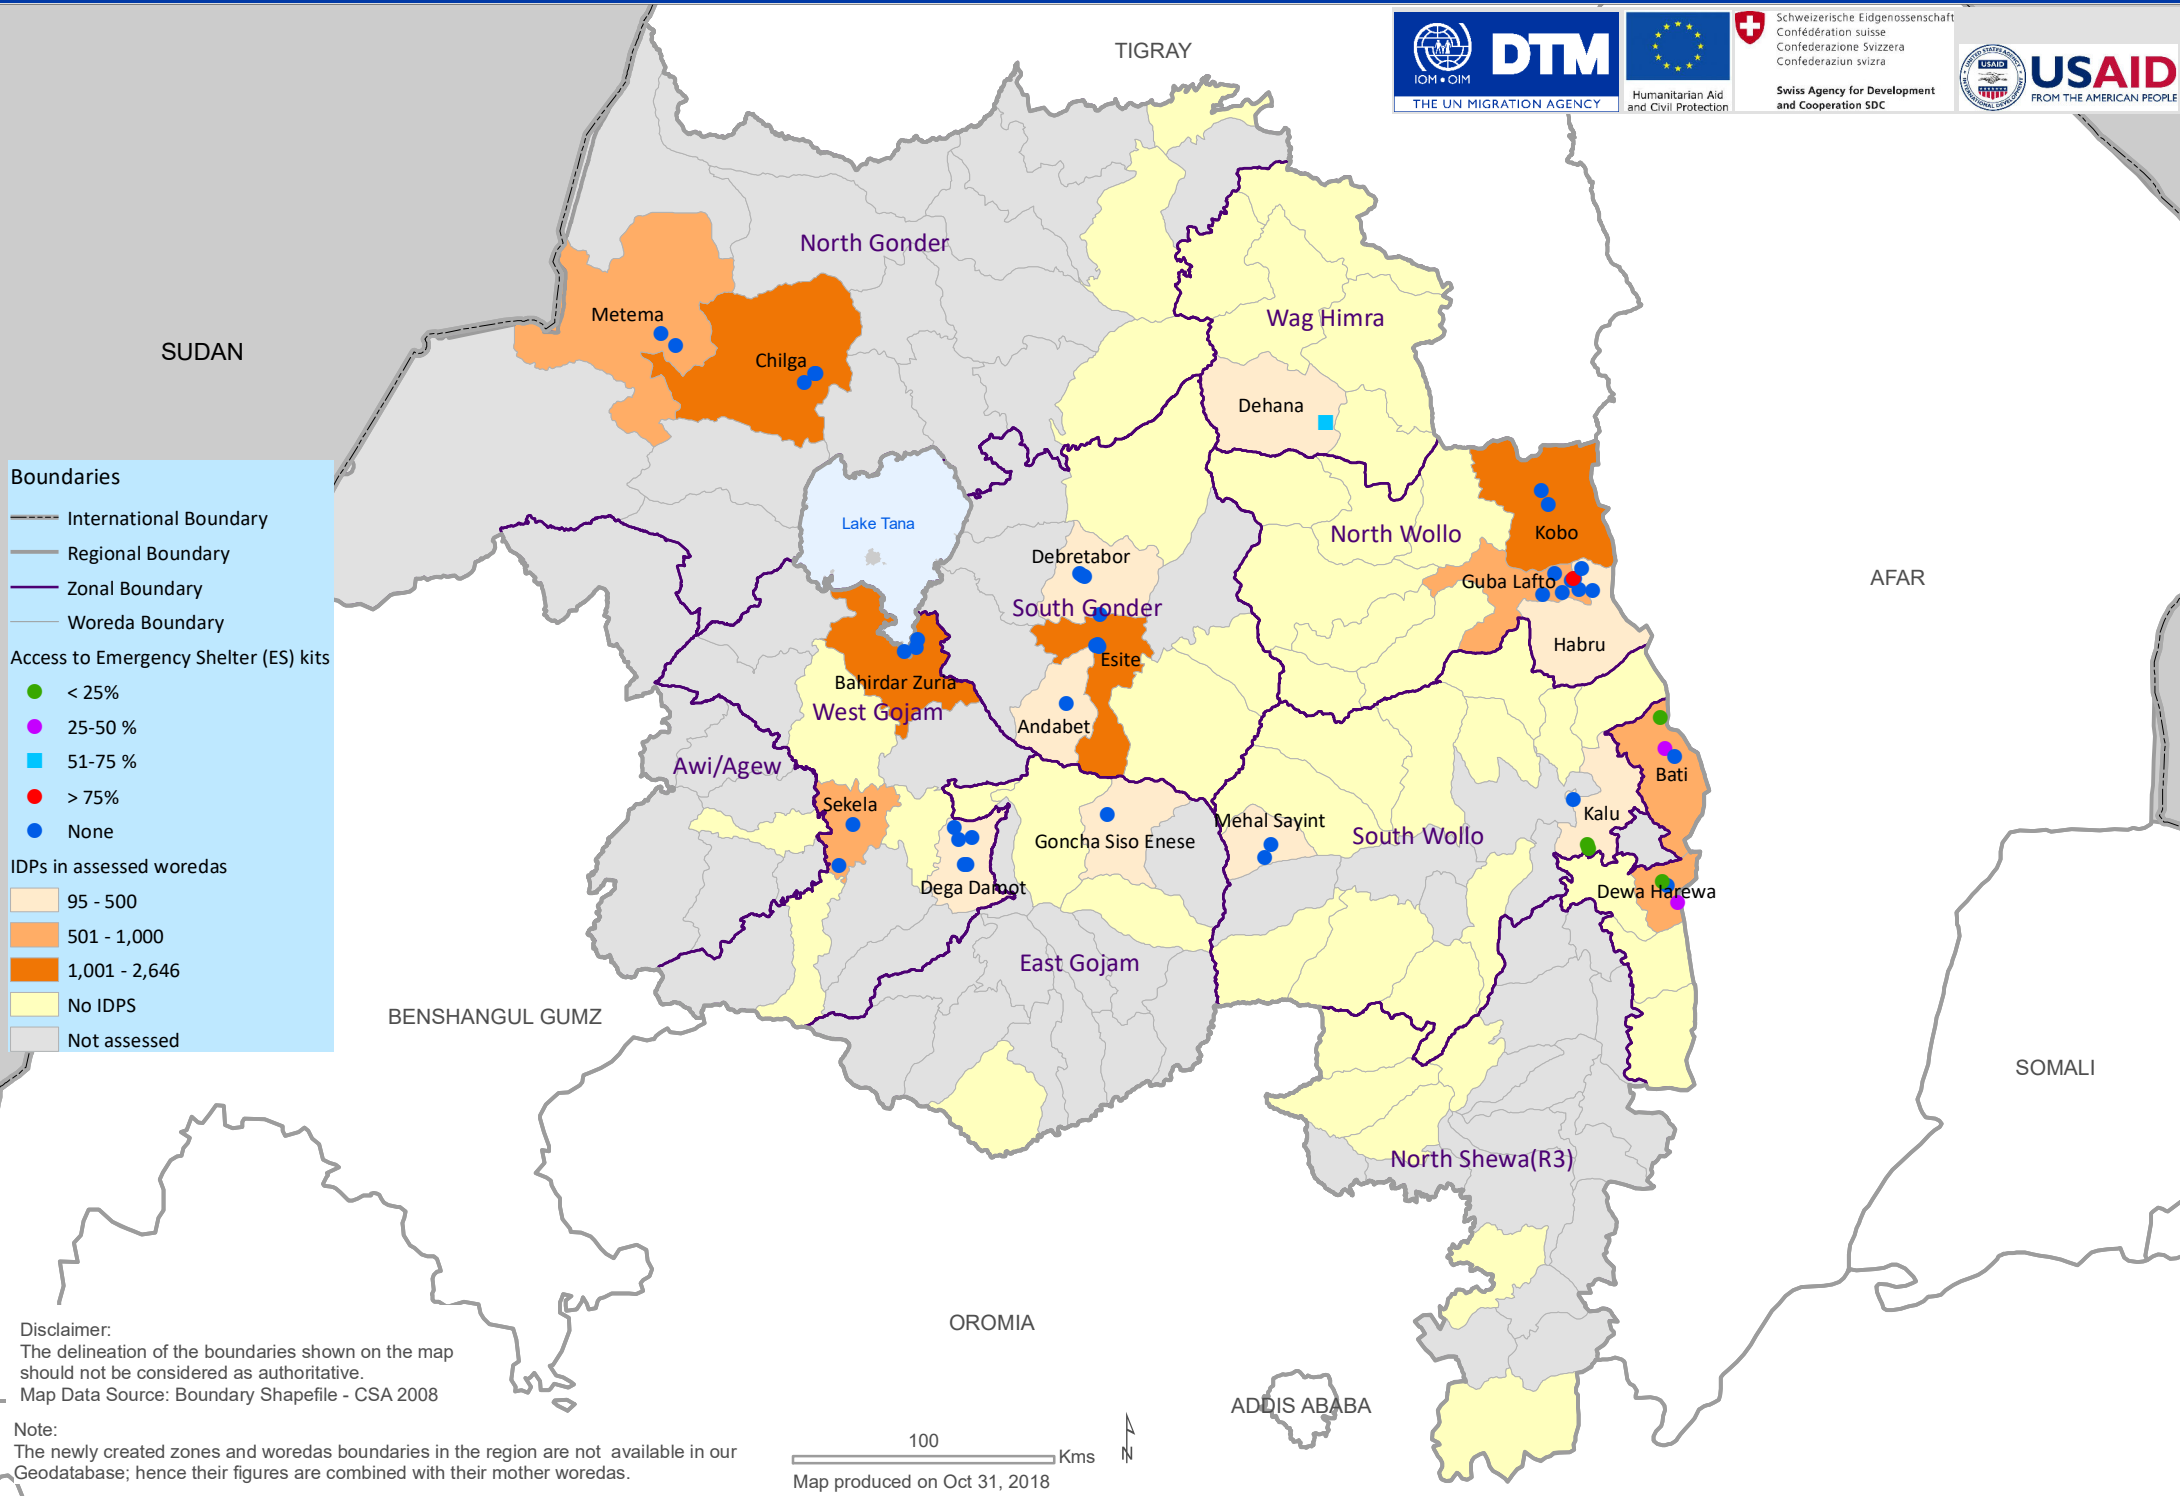 TIGRAY
IOM • OIM
DTM
THE UN MIGRATION AGENCY
Humanitarian Aid
and Civil Protection
Schweizerische Eidgenossenschaft
Confédération suisse
Confederazione Svizzera
Confederaziun svizra
Swiss Agency for Development
and Cooperation SDC
USAID
USAID
FROM THE AMERICAN PEOPLE
North Gonder
Metema
Wag Himra
SUDAN
Chilga
Dehana
Boundaries
International Boundary
Regional Boundary
Zonal Boundary
Woreda Boundary
Access to Emergency Shelter (ES) kits
< 25%
25-50 %
51-75 %
> 75%
None
IDPs in assessed woredas
95 - 500
501 - 1,000
1,001 - 2,646
No IDPS
Not assessed
Lake Tana
North Wollo
Kobo
Debretabor
Guba Lafto
AFAR
South Gonder
Habru
Esite
Bahirdar Zuria
West Gojam
Andabet
Awi/Agew
Bati
Sekela
Kalu
Goncha Siso Enese
Mehal Sayint
South Wollo
Dega Damot
Dewa Harewa
East Gojam
BENSHANGUL GUMZ
SOMALI
North Shewa(R3)
OROMIA
ADDIS ABABA
Disclaimer:
The delineation of the boundaries shown on the map
should not be considered as authoritative.
Map Data Source: Boundary Shapefile - CSA 2008
Note:
The newly created zones and woredas boundaries in the region are not available in our
Geodatabase; hence their figures are combined with their mother woredas.
100
Kms
N
Map produced on Oct 31, 2018